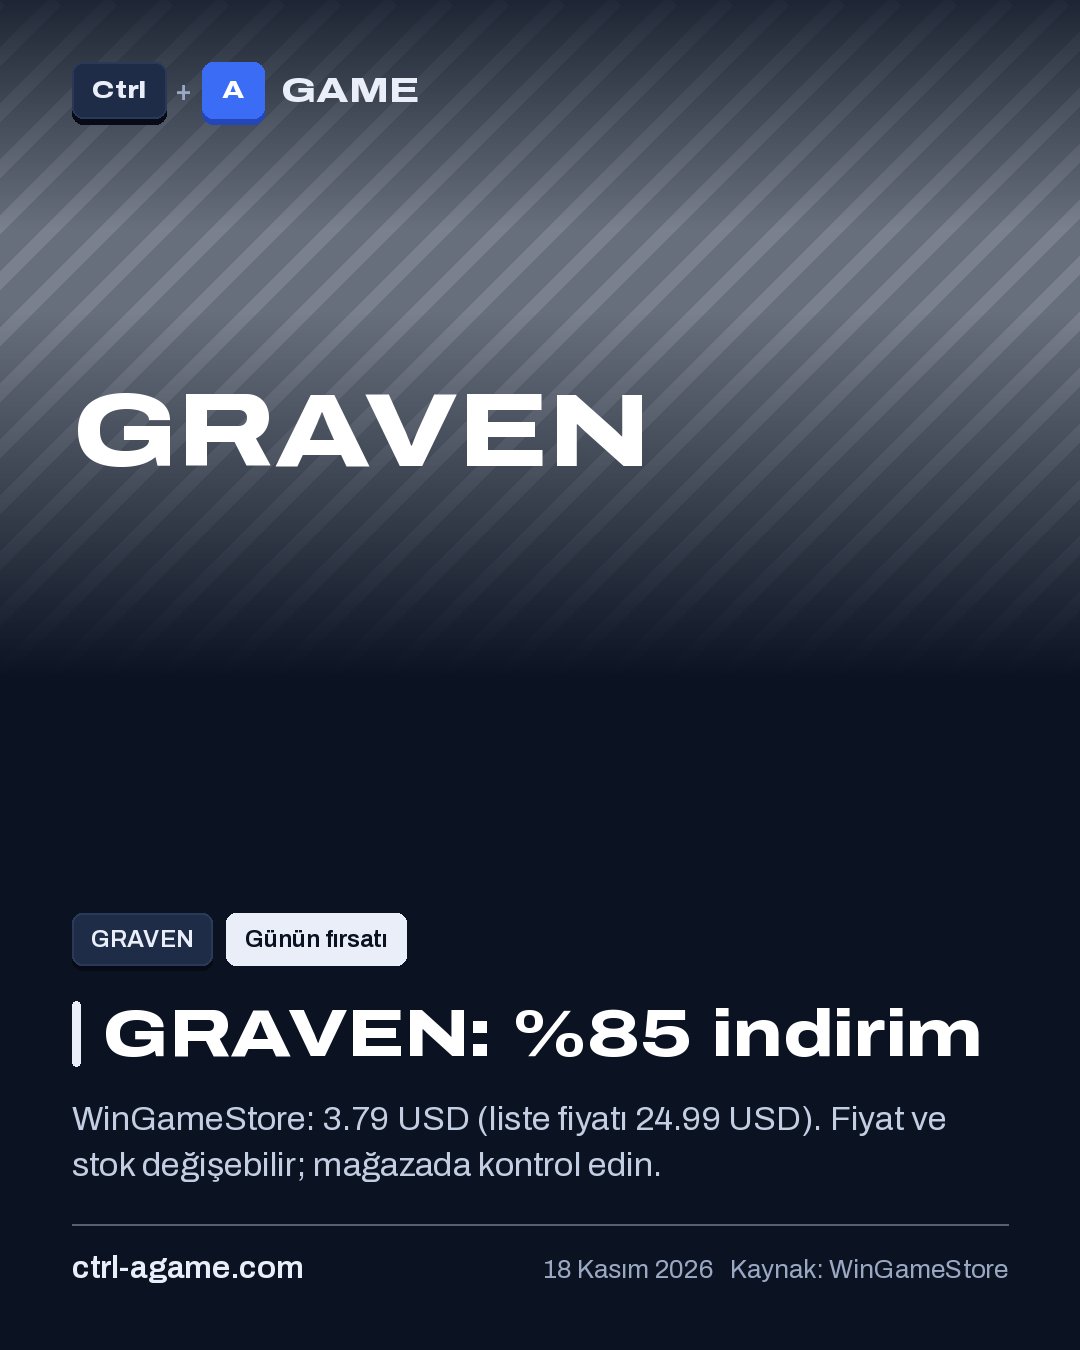 Ctrl + A GAME
GRAVEN
GRAVEN Günün fırsatı
GRAVEN: %85 indirim
WinGameStore: 3.79 USD (liste fiyatı 24.99 USD). Fiyat ve
stok değişebilir; mağazada kontrol edin.
ctrl-agame.com 18 Kasım 2026 Kaynak: WinGameStore